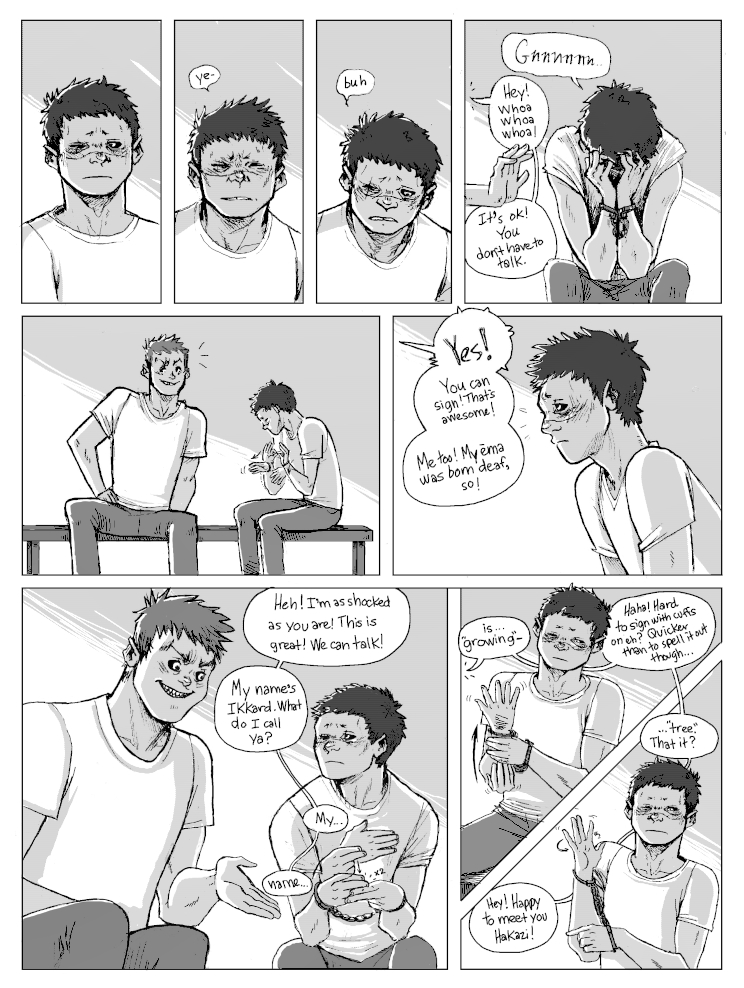 ye-
buh
Gnnnnnn...
Hey!
Whoa
whoa
whoa!
It's ok!
You
don't have to
talk.
Yes!
You can
sign! That's
awesome!
Me too! My ēma
was born deaf,
so!
Heh! I'm as shocked
as you are! This is
great! We can talk!
My name's
Ikkard. What
do I call
ya?
My...
name...
x2
is...
"growing"-
Haha! Hard
to sign with cuffs
on eh? Quicker
than to spell it out
though...
..."tree."
That it?
Hey! Happy
to meet you
Hakazi!